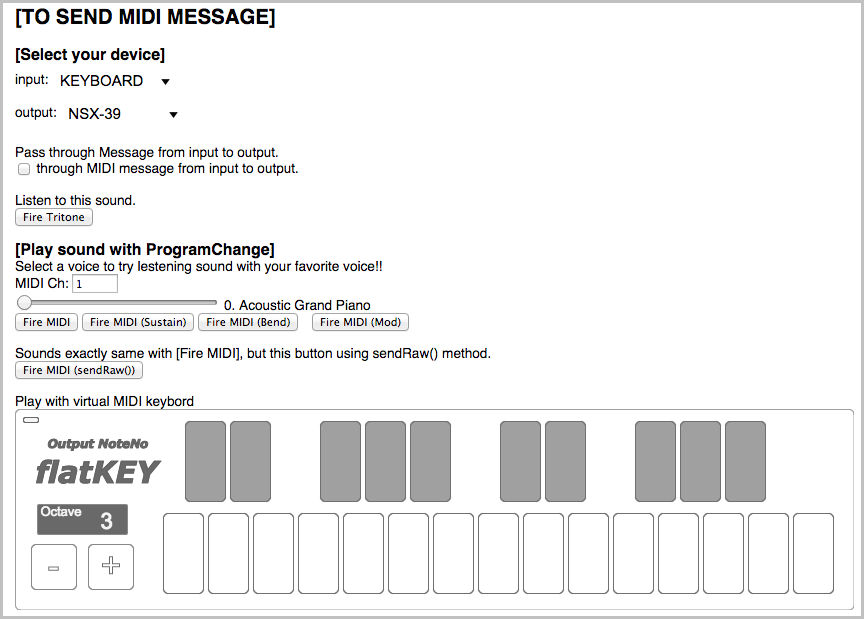 [TO SEND MIDI MESSAGE]
[Select your device]
input: KEYBOARD
output: NSX-39
Pass through Message from input to output.
through MIDI message from input to output.
Listen to this sound.
Fire Tritone
[Play sound with ProgramChange]
Select a voice to try lestening sound with your favorite voice!!
MIDI Ch: 1
0. Acoustic Grand Piano
Fire MIDI Fire MIDI (Sustain) Fire MIDI (Bend) Fire MIDI (Mod)
Sounds exactly same with [Fire MIDI], but this button using sendRaw() method.
Fire MIDI (sendRaw())
Play with virtual MIDI keybord
Output NoteNo
flatKEY
Octave 3
- +